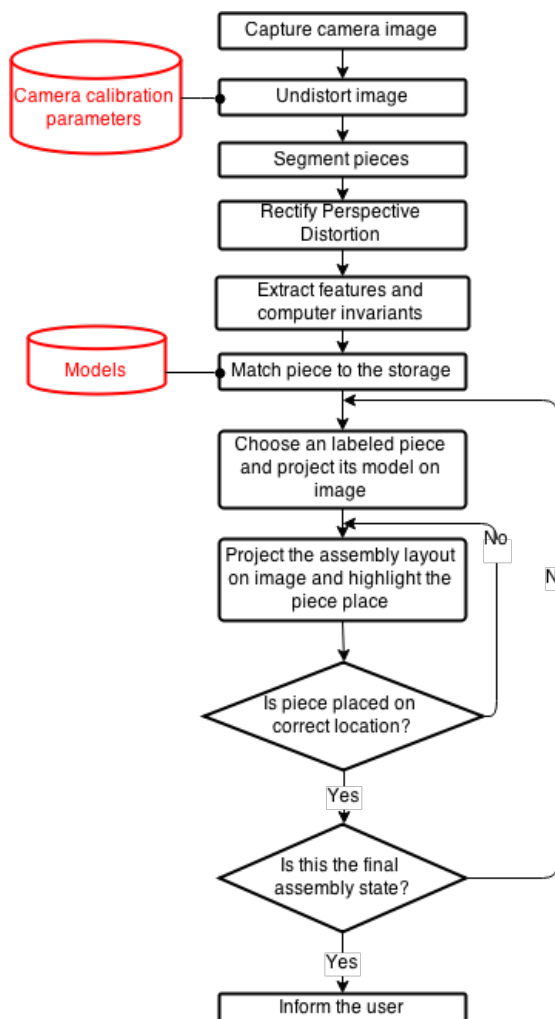 Capture camera image
Camera calibration
parameters
Undistort image
Segment pieces
Rectify Perspective
Distortion
Extract features and
computer invariants
Models
Match piece to the storage
Choose an labeled piece
and project its model on
image
No
Project the assembly layout
on image and highlight the
piece place
N
Is piece placed on
correct location?
Yes
Is this the final
assembly state?
Yes
Inform the user